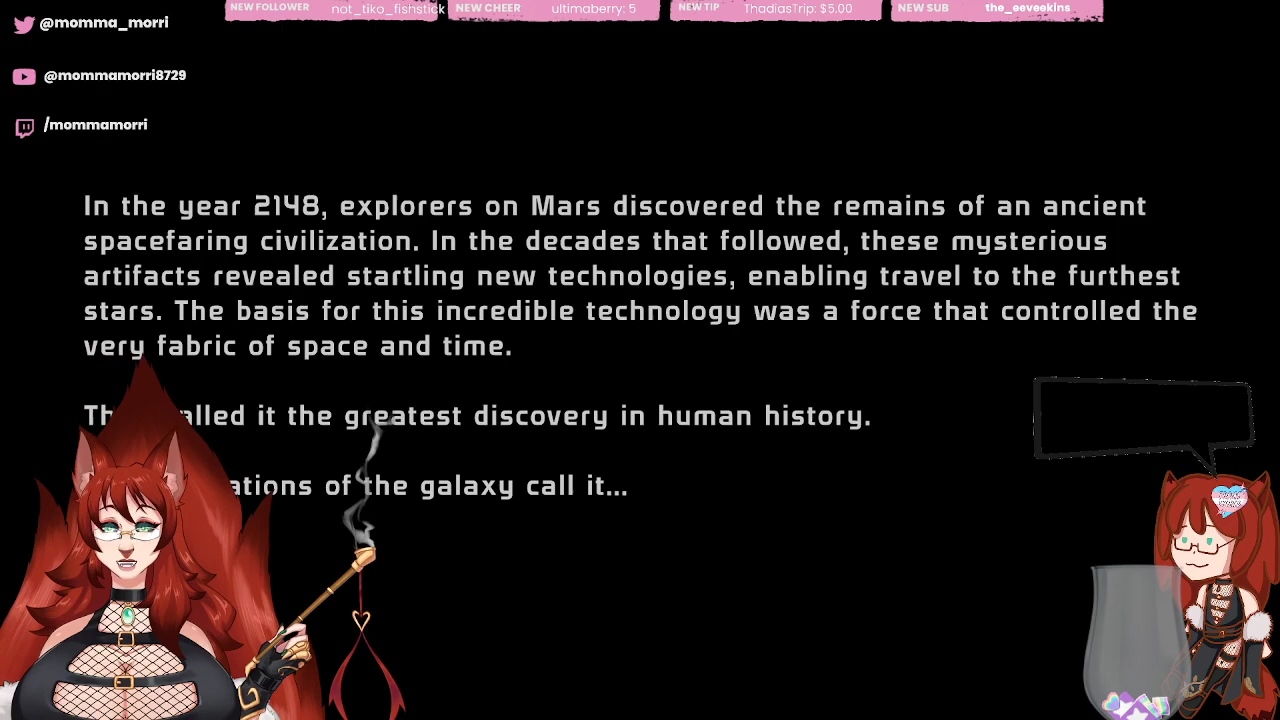 @momma_morri
NEW FOLLOWER not_tiko_fishstick NEW CHEER ultimaberry: 5 NEW TIP ThadiasTrip: $5.00 NEW SUB the_eeveekins
@mommamorri8729
/mommamorri
In the year 2148, explorers on Mars discovered the remains of an ancient
spacefaring civilization. In the decades that followed, these mysterious
artifacts revealed startling new technologies, enabling travel to the furthest
stars. The basis for this incredible technology was a force that controlled the
very fabric of space and time.
Th alled it the greatest discovery in human history.
ations of the galaxy call it...